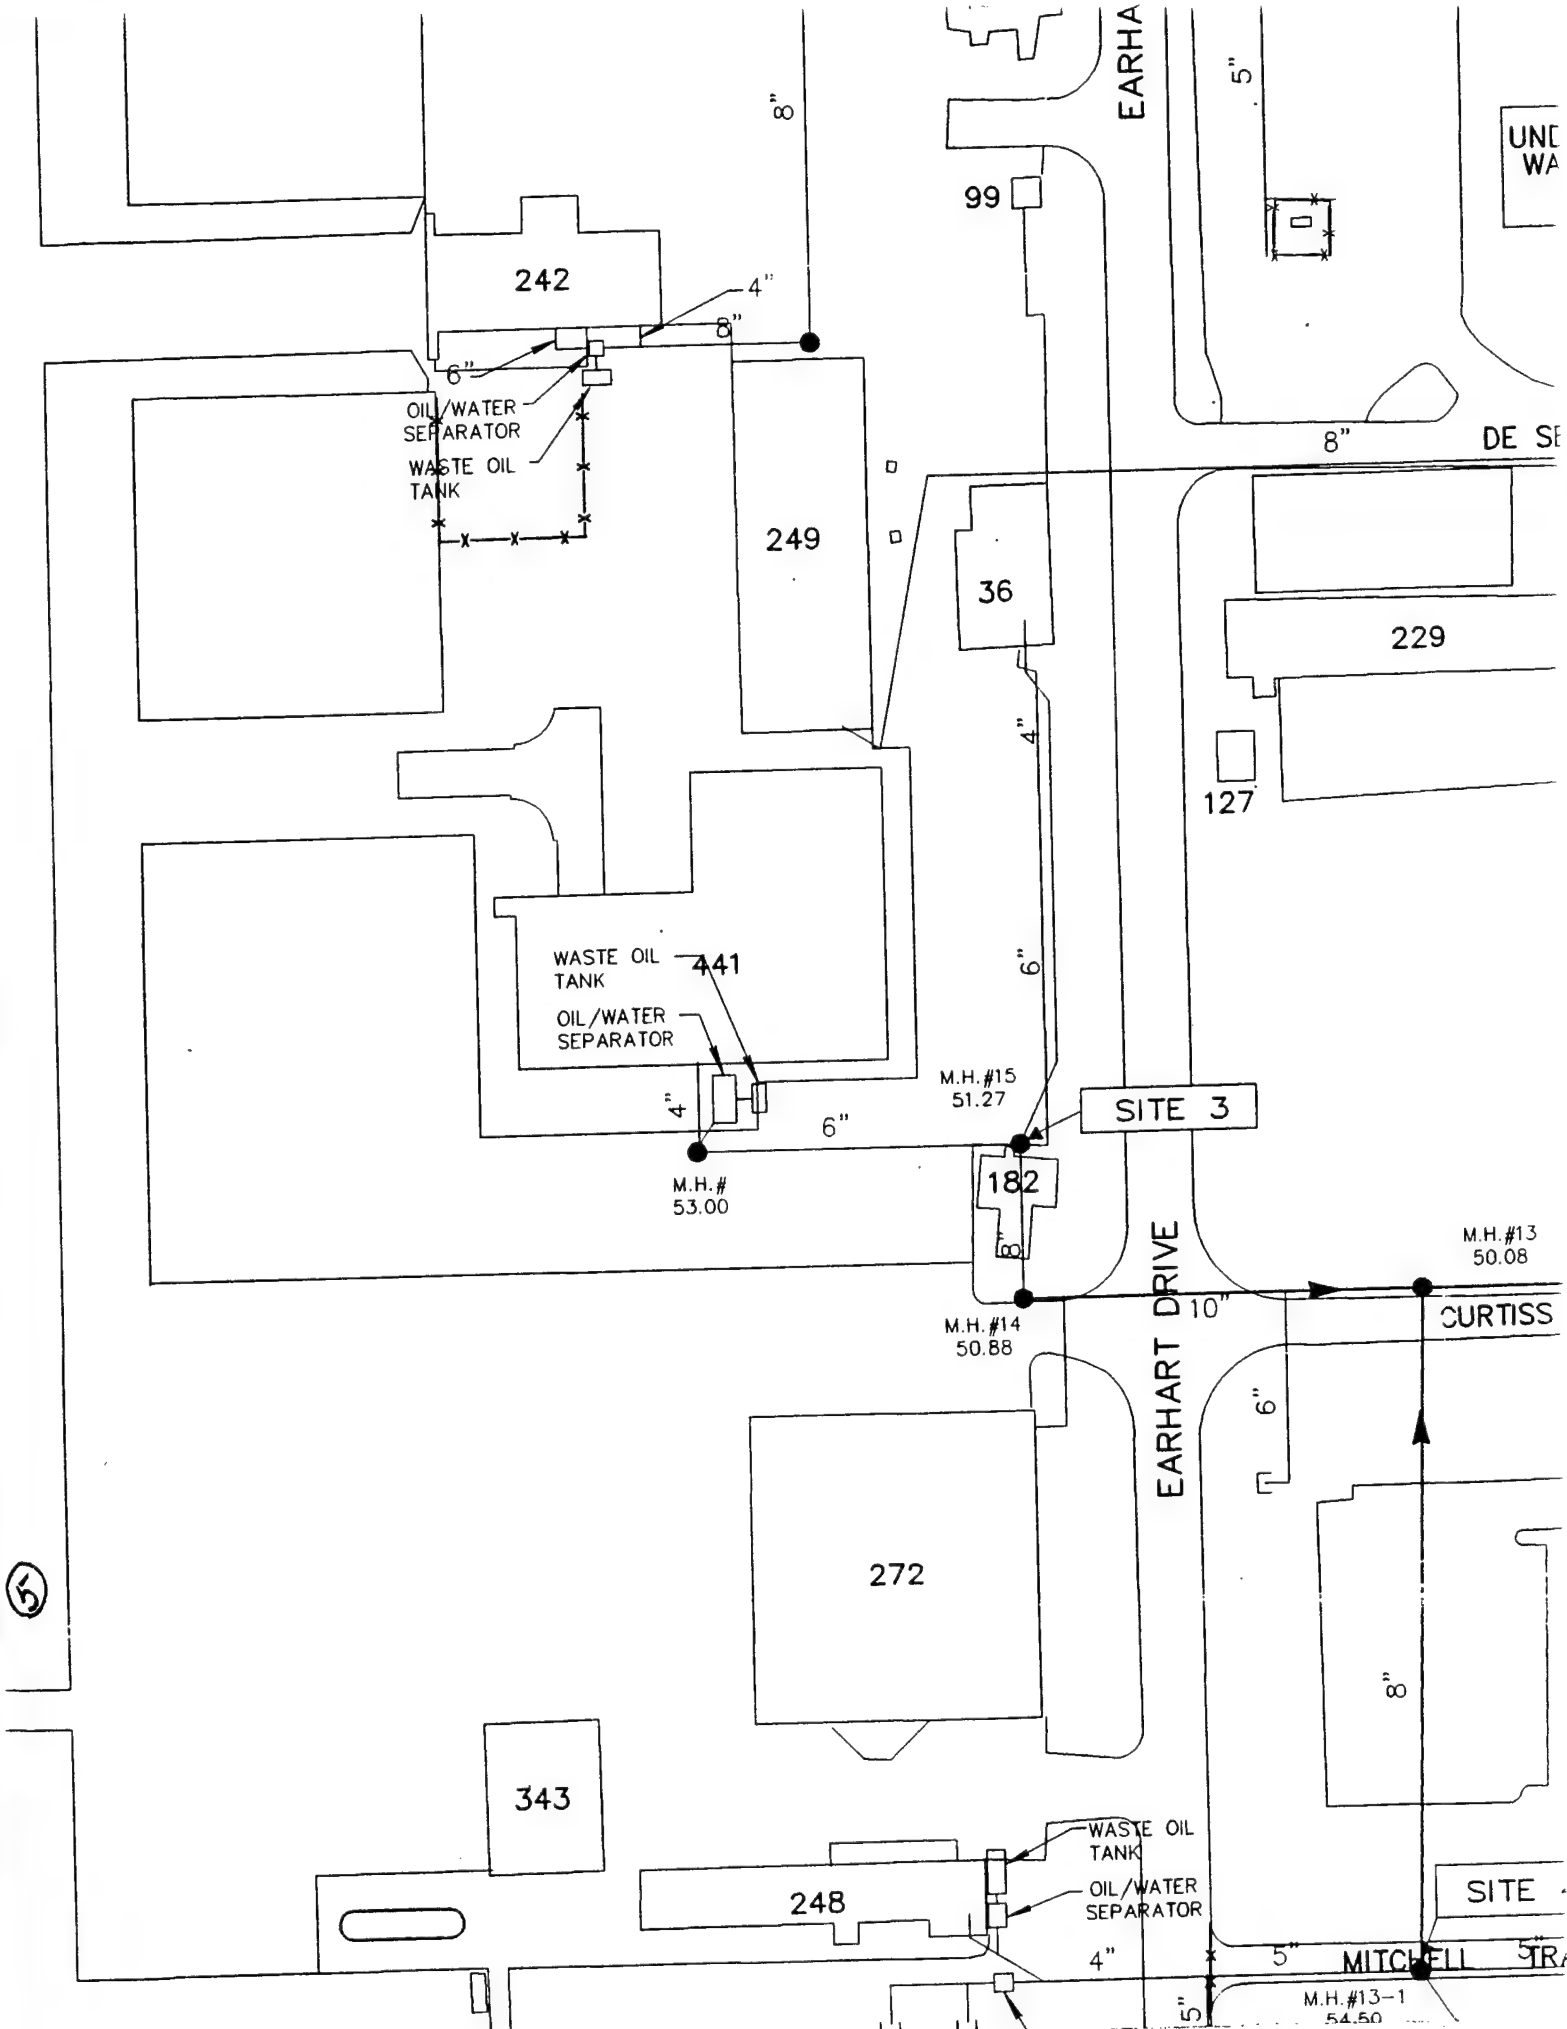 EARHA
8"
5"
UND
WA
99
242
4"
8"
6"
OIL/WATER
SEPARATOR
WASTE OIL
TANK
8"
DE SE
249
36
229
4"
127
WASTE OIL
TANK
441
6"
OIL/WATER
SEPARATOR
M.H.#15
51.27
SITE 3
4"
6"
M.H.#
53.00
182
8"
M.H.#13
50.08
EARHART DRIVE
10"
CURTISS
M.H.#14
50.88
6"
272
5
8"
343
WASTE OIL
TANK
248
OIL/WATER
SEPARATOR
SITE
4"
5"
MITCHELL
5"
TRA
5"
M.H.#13-1
54.50